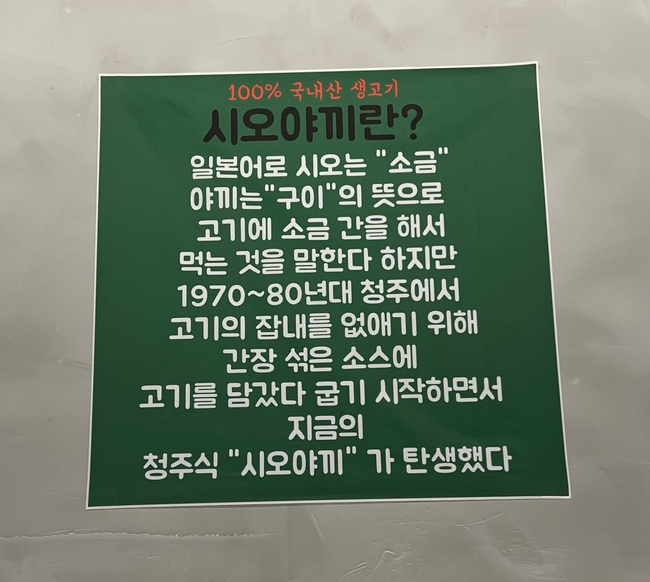 100% 국내산 생고기
시오야끼란?
일본어로 시오는 "소금"
야끼는"구이"의 뜻으로
고기에 소금 간을 해서
먹는 것을 말한다 하지만
1970~80년대 청주에서
고기의 잡내를 없애기 위해
간장 섞은 소스에
고기를 담갔다 굽기 시작하면서
지금의
청주식 "시오야끼" 가 탄생했다